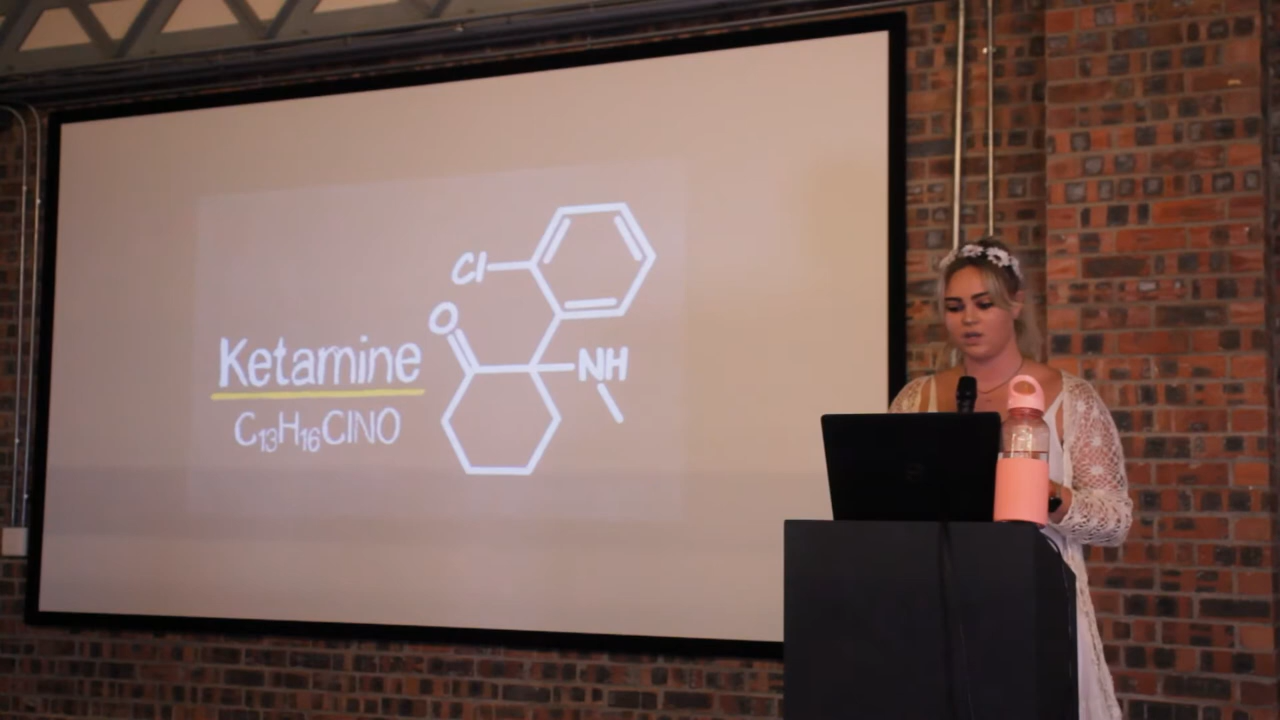 Ketamine
C₁₃H₁₆ClNO
Cl
O
NH